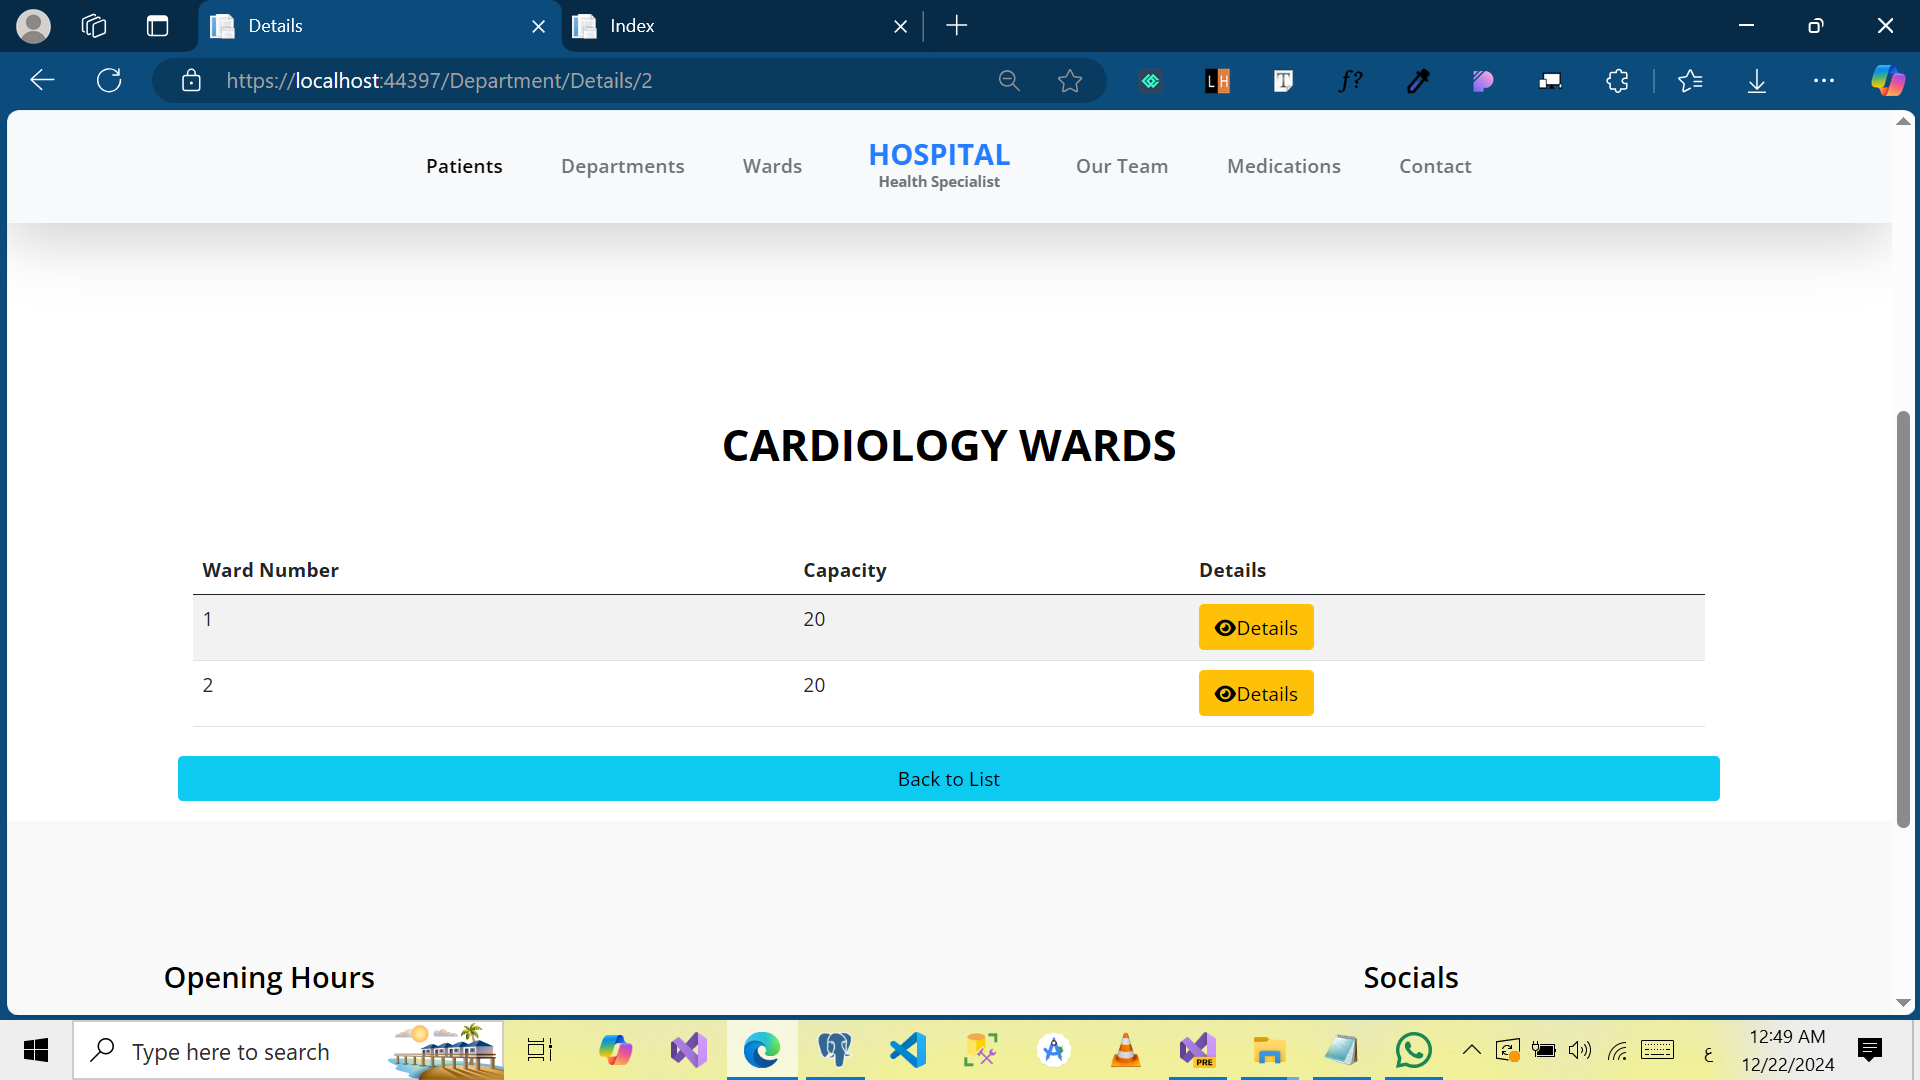 Details
Index
https://localhost:44397/Department/Details/2
LH
T
f?
Patients
Departments
Wards
HOSPITAL
Health Specialist
Our Team
Medications
Contact
CARDIOLOGY WARDS
Ward Number Capacity Details
1 20 Details
2 20 Details
Back to List
Opening Hours
Socials
Type here to search
PRE
ع
12:49 AM
12/22/2024